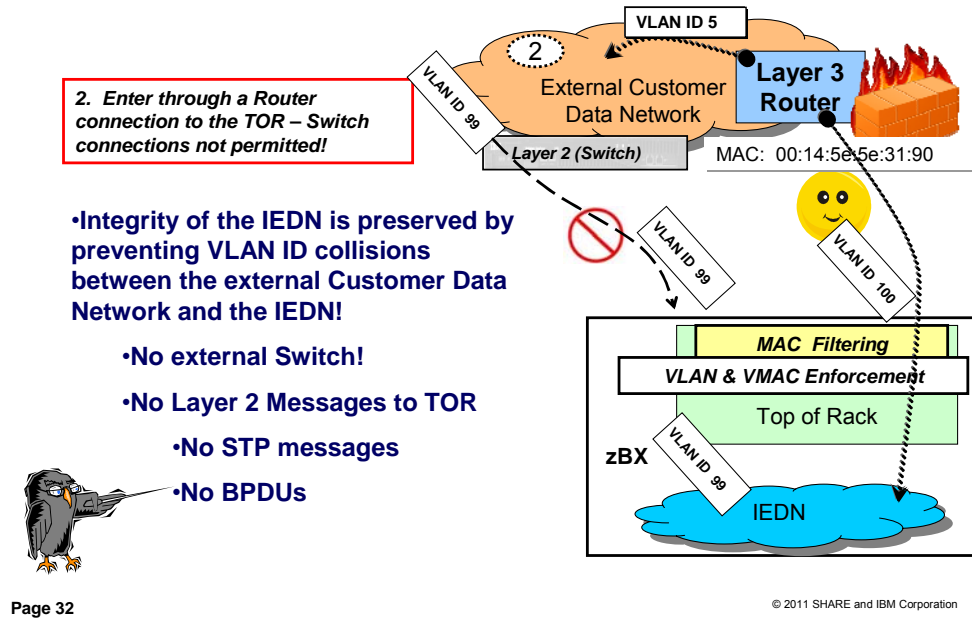 VLAN ID 5
2
VLAN ID 99
External Customer
Data Network
Layer 3
Router
2. Enter through a Router
connection to the TOR – Switch
connections not permitted!
Layer 2 (Switch)
MAC: 00:14:5e:5e:31:90
•Integrity of the IEDN is preserved by
preventing VLAN ID collisions
between the external Customer Data
Network and the IEDN!
•No external Switch!
•No Layer 2 Messages to TOR
•No STP messages
•No BPDUs
VLAN ID 99
VLAN ID 100
MAC Filtering
VLAN & VMAC Enforcement
Top of Rack
zBX
VLAN ID 99
IEDN
Page 32
© 2011 SHARE and IBM Corporation